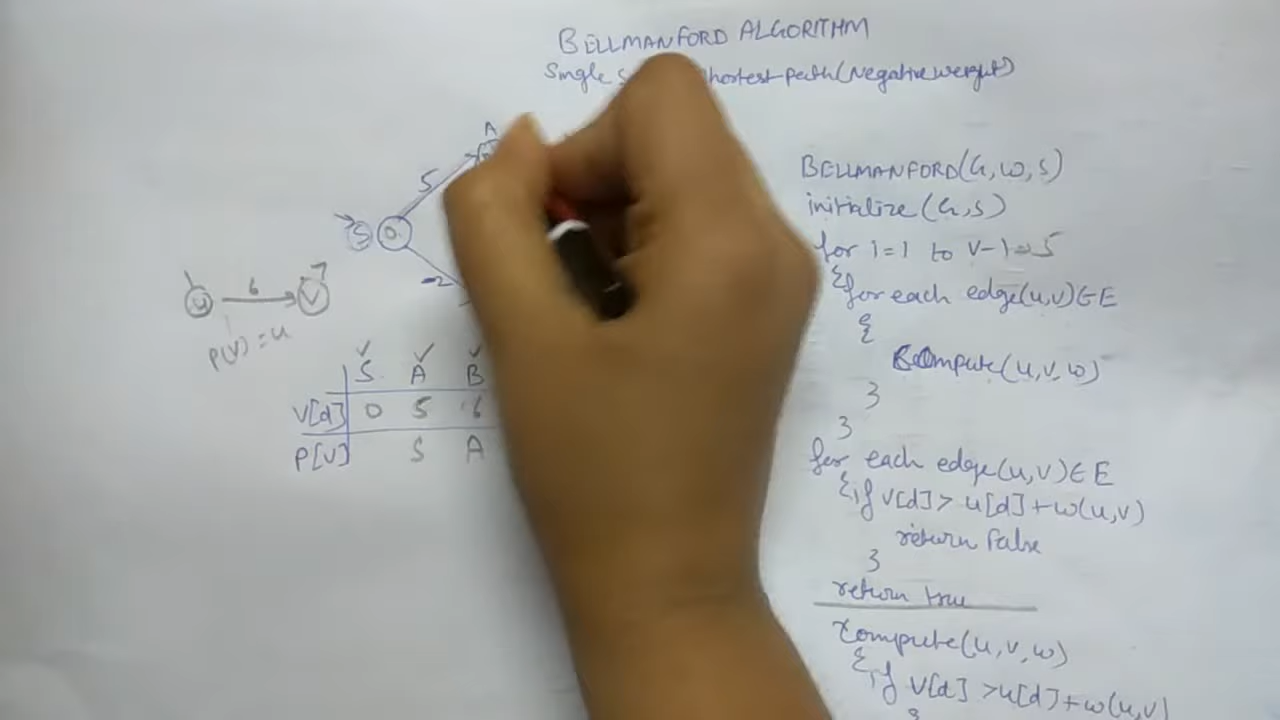 BELLMANFORD ALGORITHM
Single shortest path (Negative weight)
A
5
S 0
-2
u 6 v
P(V) = u
S A B
V[d] 0 5 6
P[V] S A
BELLMANFORD(G, w, s)
initialize (G, s)
for i=1 to v-1=5
{for each edge(u,v)∈E
{
compute(u,v,w)
}
}
for each edge(u,v)∈E
{if v[d] > u[d] + w(u,v)
return false
}
return true
compute(u, v, w)
{if v[d] > u[d] + w(u,v)